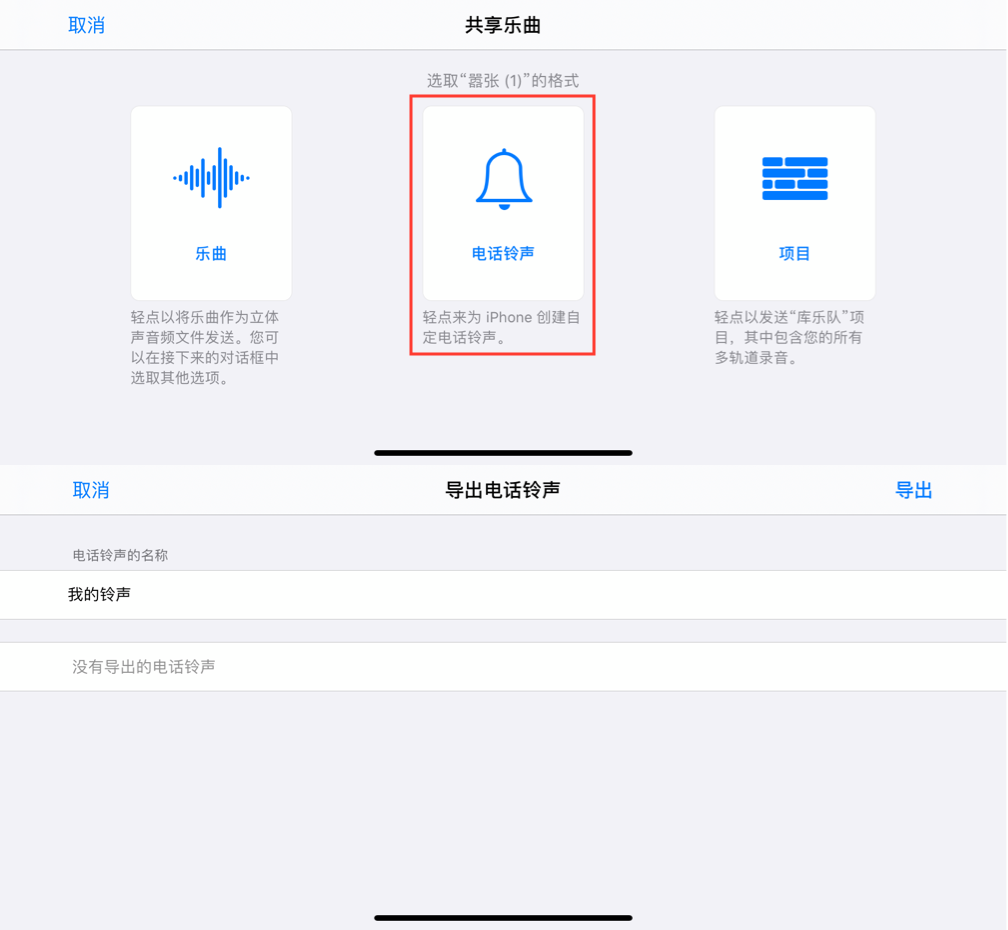 取消
共享乐曲
选取“嚣张 (1)”的格式
乐曲
轻点以将乐曲作为立体
声音频文件发送。您可
以在接下来的对话框中
选取其他选项。
电话铃声
轻点来为 iPhone 创建自
定电话铃声。
项目
轻点以发送“库乐队”项
目，其中包含您的所有
多轨道录音。
取消
导出电话铃声
导出
电话铃声的名称
我的铃声
没有导出的电话铃声